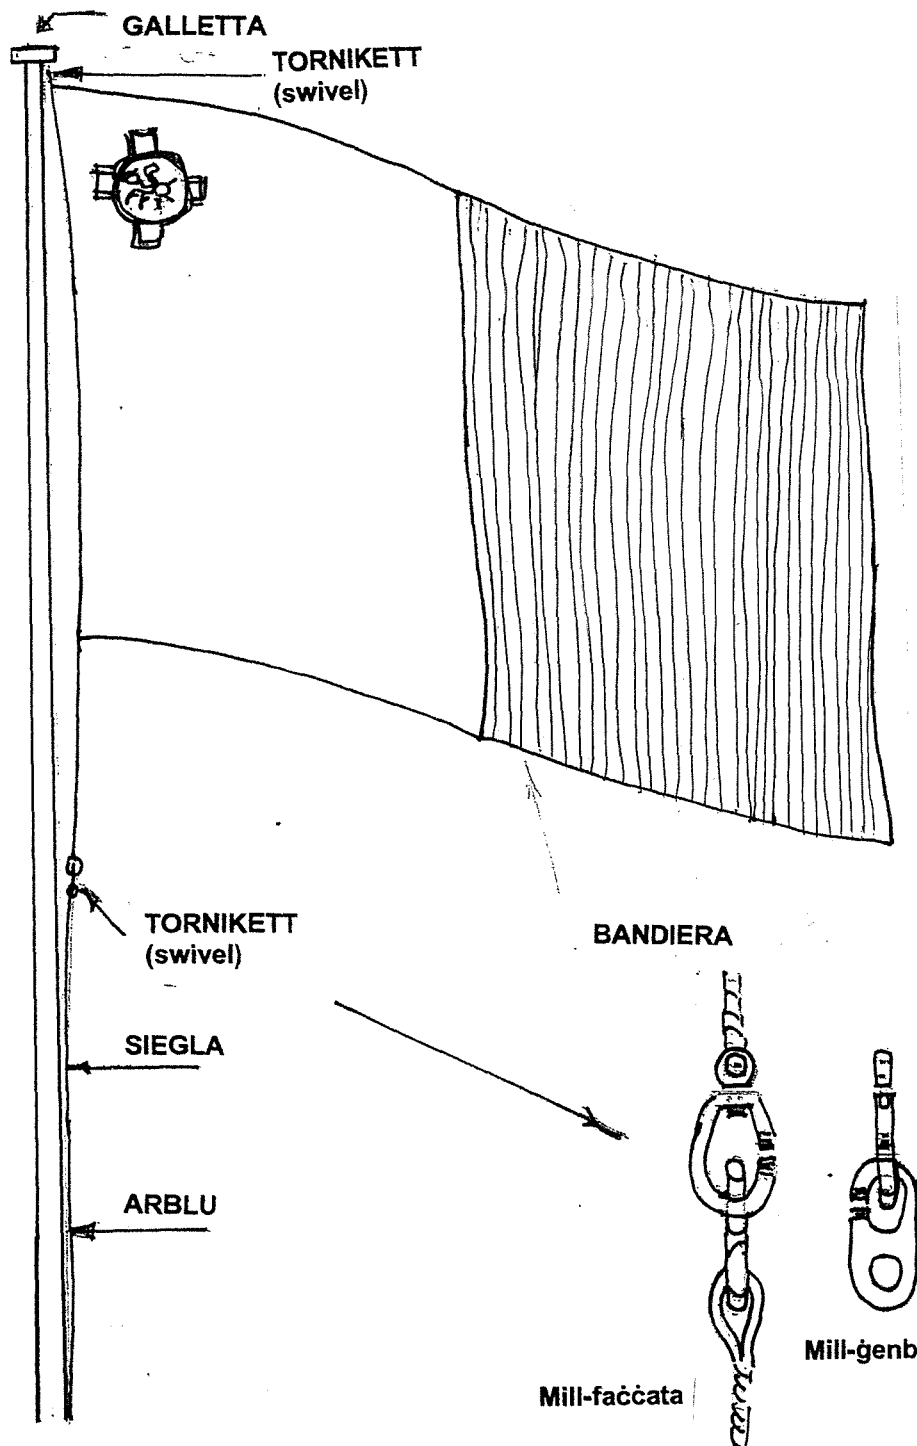 GALLETTA
TORNIKETT
(swivel)
TORNIKETT
(swivel)
BANDIERA
SIEGLA
ARBLU
Mill-ġenb
Mill-faċċata